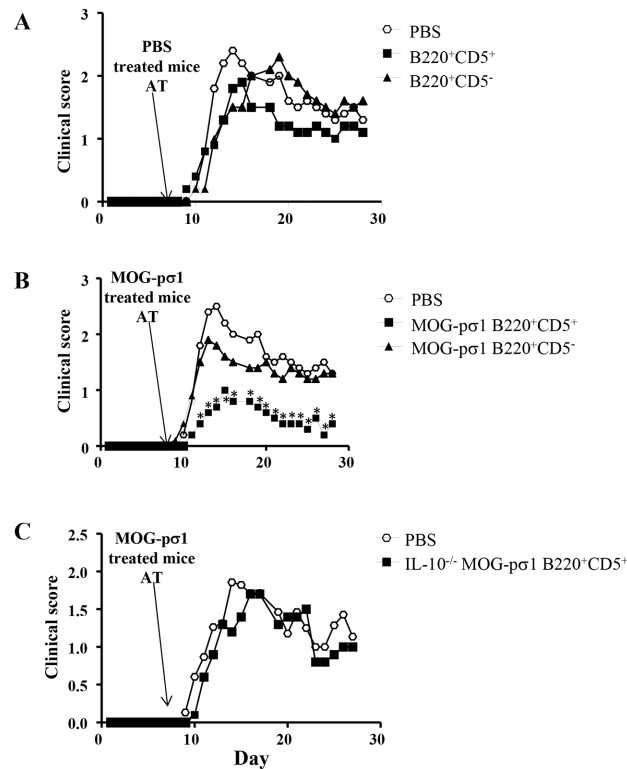 A
PBS
treated mice
AT
Clinical score
3
2
1
0
0
10
20
30
PBS
B220⁺CD5⁺
B220⁺CD5⁻
B
MOG-pσ1
treated mice
AT
Clinical score
3
2
1
0
0
10
20
30
PBS
MOG-pσ1 B220⁺CD5⁺
MOG-pσ1 B220⁺CD5⁻
* * * * * * * * * * * * * * * *
C
MOG-pσ1
treated mice
AT
Clinical score
2.5
2.0
1.5
1.0
0.5
0.0
0
10
20
30
Day
PBS
IL-10⁻/⁻ MOG-pσ1 B220⁺CD5⁺